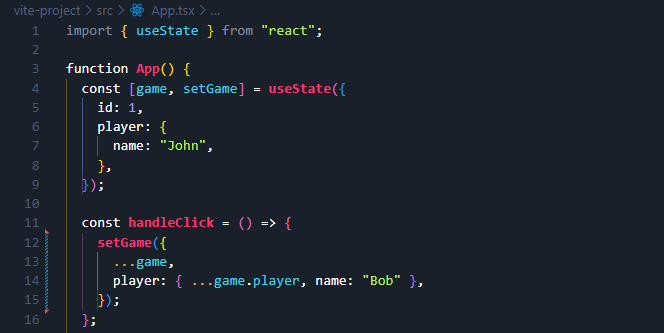 vite-project > src > App.tsx > ...
1 import { useState } from "react";
2
3 function App() {
4   const [game, setGame] = useState({
5     id: 1,
6     player: {
7       name: "John",
8     },
9   });
10
11   const handleClick = () => {
12     setGame({
13       ...game,
14       player: { ...game.player, name: "Bob" },
15     });
16   };